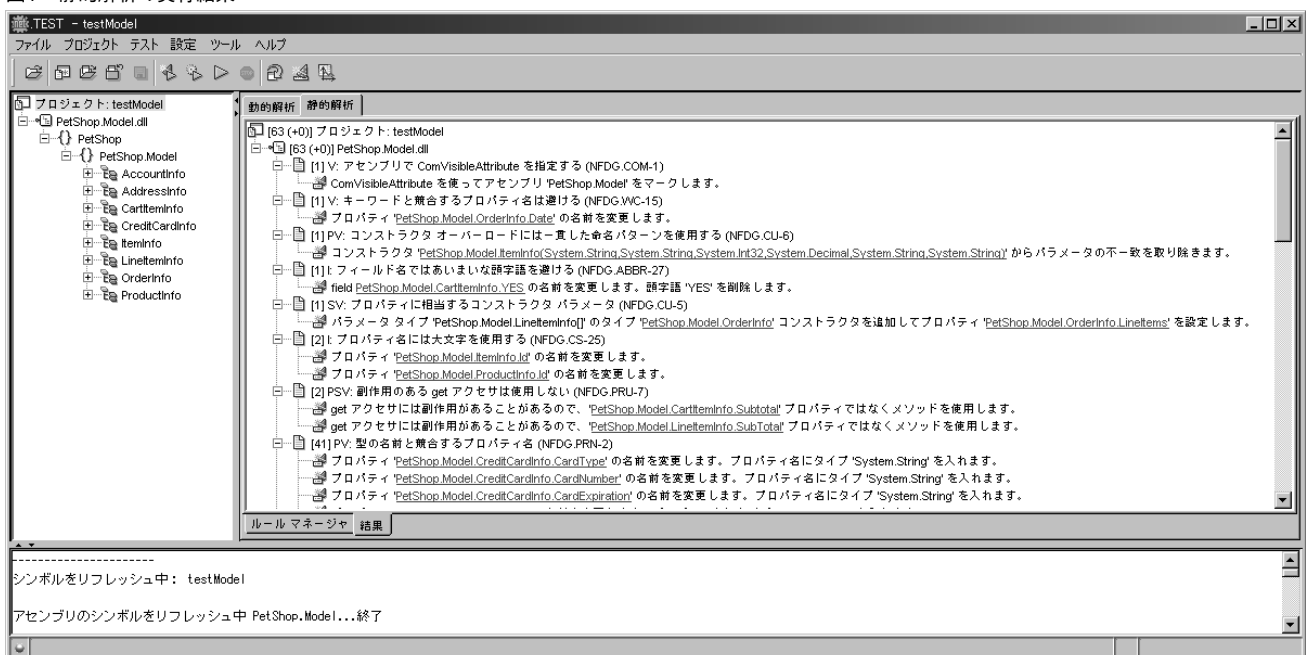 .TEST - testModel
ファイル プロジェクト テスト 設定 ツール ヘルプ
プロジェクト: testModel
PetShop.Model.dll
PetShop
PetShop.Model
AccountInfo
AddressInfo
CartItemInfo
CreditCardInfo
ItemInfo
LineItemInfo
OrderInfo
ProductInfo
動的解析 静的解析
[63 (+0)] プロジェクト: testModel
[63 (+0)] PetShop.Model.dll
[1] V: アセンブリで ComVisibleAttribute を指定する (NFDG.COM-1)
ComVisibleAttribute を使ってアセンブリ 'PetShop.Model' をマークします。
[1] V: キーワードと競合するプロパティ名は避ける (NFDG.WC-15)
プロパティ 'PetShop.Model.OrderInfo.Date' の名前を変更します。
[1] PV: コンストラクタ オーバーロードには一貫した命名パターンを使用する (NFDG.CU-6)
コンストラクタ 'PetShop.Model.ItemInfo(System.String,System.String,System.String,System.Int32,System.Decimal,System.String,System.String)' からパラメータの不一致を取り除きます。
[1] I: フィールド名ではあいまいな頭字語を避ける (NFDG.ABBR-27)
field PetShop.Model.CartItemInfo.YES の名前を変更します。頭字語 'YES' を削除します。
[1] SV: プロパティに相当するコンストラクタ パラメータ (NFDG.CU-5)
パラメータ タイプ 'PetShop.Model.LineItemInfo[]' のタイプ 'PetShop.Model.OrderInfo' コンストラクタを追加してプロパティ 'PetShop.Model.OrderInfo.LineItems' を設定します。
[2] I: プロパティ名には大文字を使用する (NFDG.CS-25)
プロパティ 'PetShop.Model.ItemInfo.Id' の名前を変更します。
プロパティ 'PetShop.Model.ProductInfo.Id' の名前を変更します。
[2] PSV: 副作用のある get アクセサは使用しない (NFDG.PRU-7)
get アクセサには副作用があることがあるので、'PetShop.Model.CartItemInfo.Subtotal' プロパティではなくメソッドを使用します。
get アクセサには副作用があることがあるので、'PetShop.Model.LineItemInfo.SubTotal' プロパティではなくメソッドを使用します。
[41] PV: 型の名前と競合するプロパティ名 (NFDG.PRN-2)
プロパティ 'PetShop.Model.CreditCardInfo.CardType' の名前を変更します。プロパティ名にタイプ 'System.String' を入れます。
プロパティ 'PetShop.Model.CreditCardInfo.CardNumber' の名前を変更します。プロパティ名にタイプ 'System.String' を入れます。
プロパティ 'PetShop.Model.CreditCardInfo.CardExpiration' の名前を変更します。プロパティ名にタイプ 'System.String' を入れます。
ルール マネージャ 結果
----------------------
シンボルをリフレッシュ中: testModel
アセンブリのシンボルをリフレッシュ中 PetShop.Model...終了